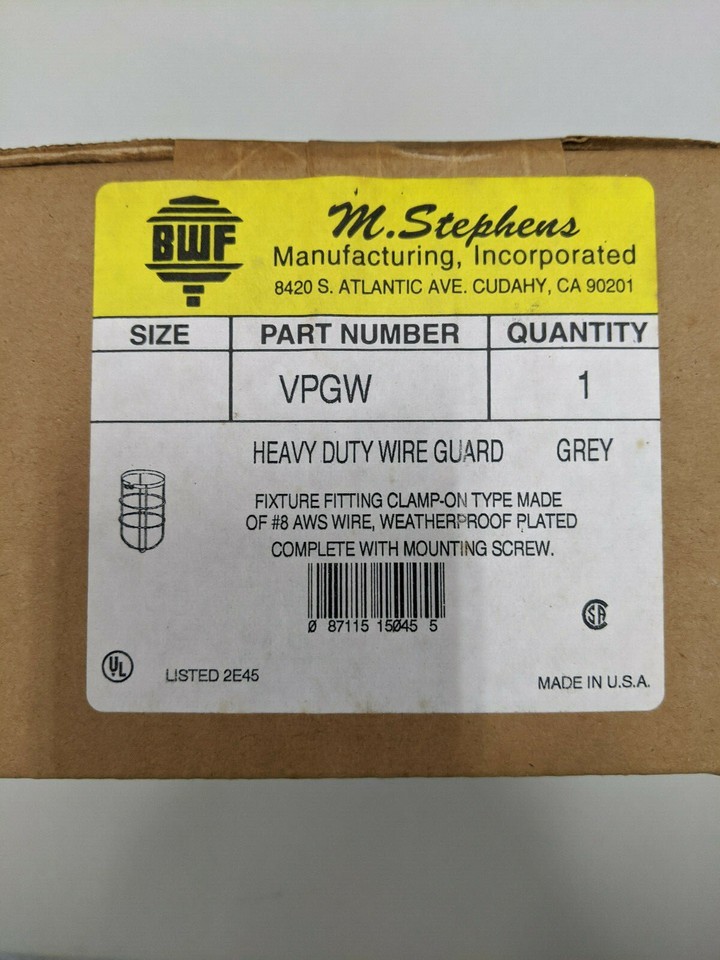 BWF
M. Stephens
Manufacturing, Incorporated
8420 S. ATLANTIC AVE. CUDAHY, CA 90201
SIZE PART NUMBER QUANTITY
VPGW 1
HEAVY DUTY WIRE GUARD GREY
FIXTURE FITTING CLAMP-ON TYPE MADE
OF #8 AWS WIRE, WEATHERPROOF PLATED
COMPLETE WITH MOUNTING SCREW.
0 87115 15045 5
SA
UL LISTED 2E45
MADE IN U.S.A.